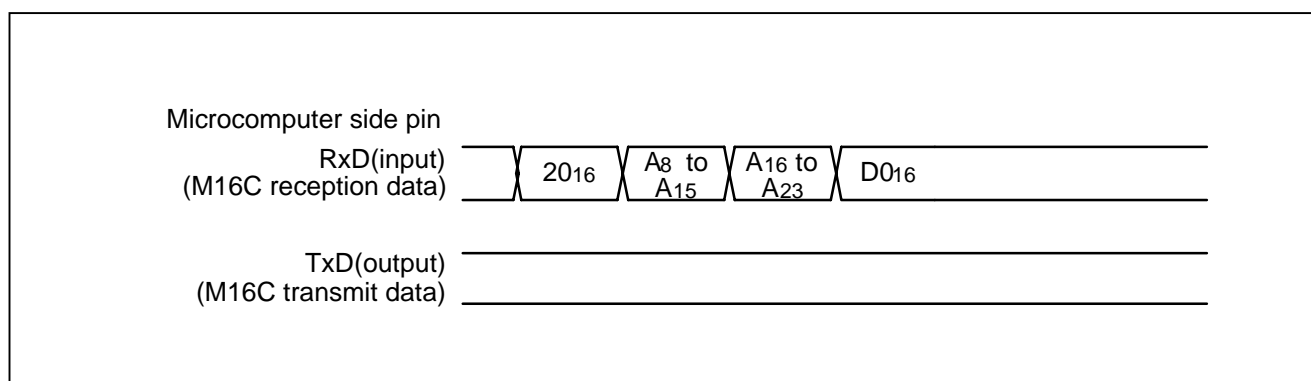 Microcomputer side pin
RxD(input)
(M16C reception data)
2016
A8 to
A15
A16 to
A23
D016
TxD(output)
(M16C transmit data)